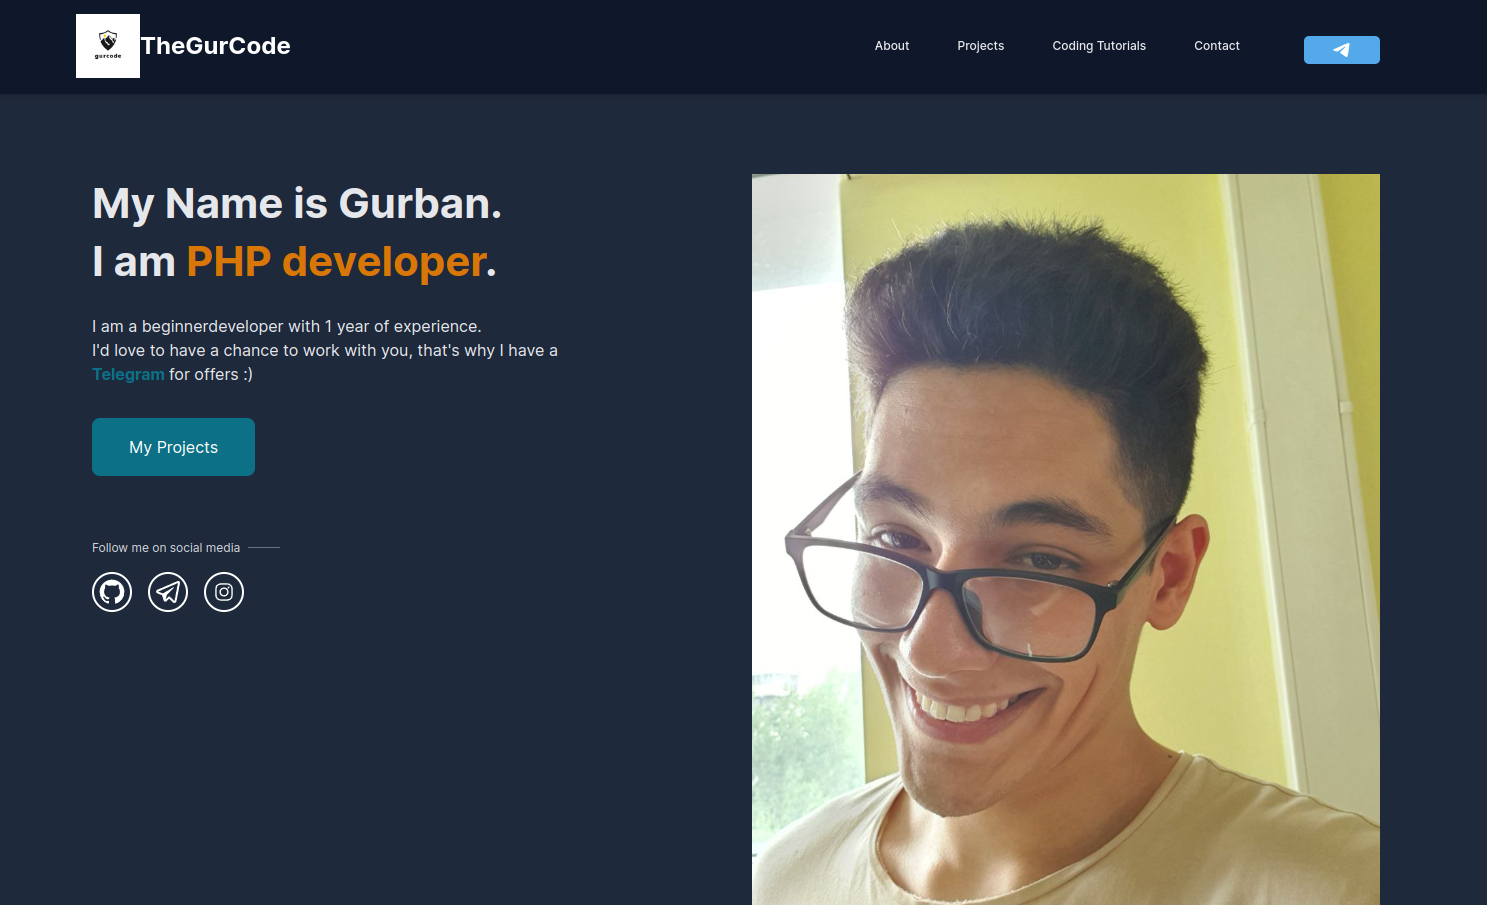 gurcode
TheGurCode
About
Projects
Coding Tutorials
Contact
My Name is Gurban.
I am PHP developer.
I am a beginnerdeveloper with 1 year of experience.
I'd love to have a chance to work with you, that's why I have a
Telegram for offers :)
My Projects
Follow me on social media